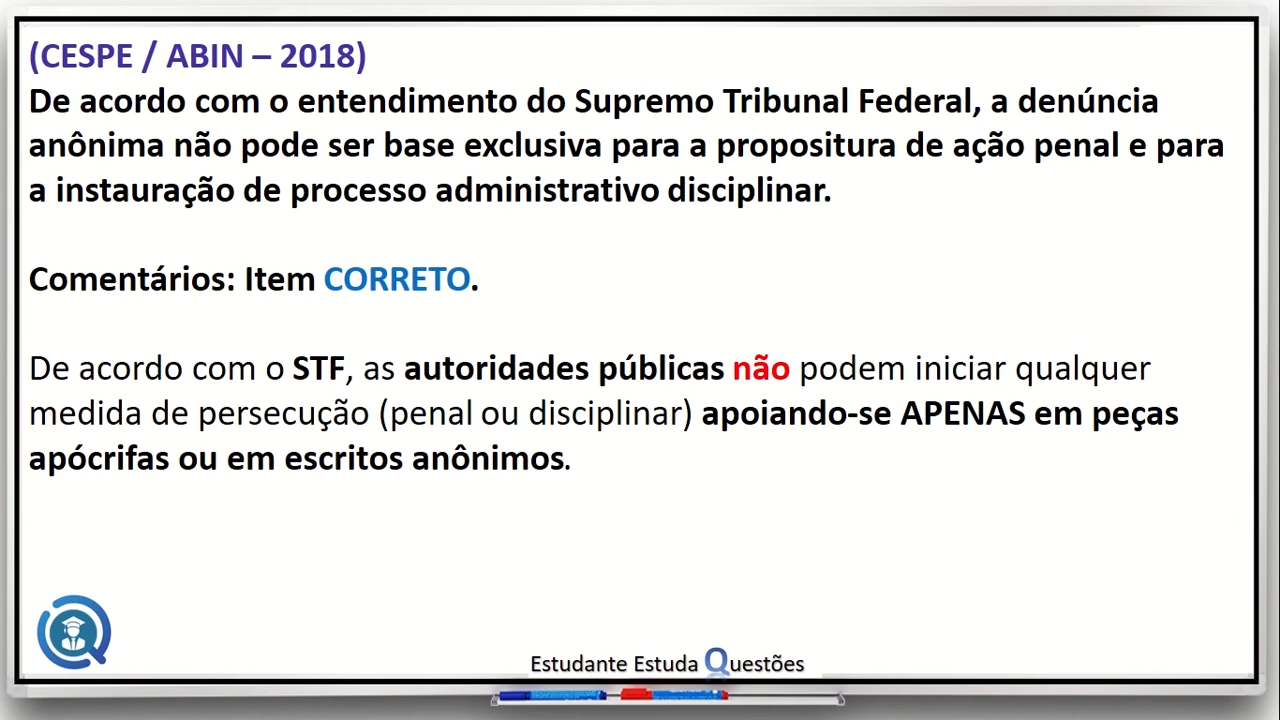 (CESPE / ABIN – 2018)
De acordo com o entendimento do Supremo Tribunal Federal, a denúncia
anônima não pode ser base exclusiva para a propositura de ação penal e para
a instauração de processo administrativo disciplinar.
Comentários: Item CORRETO.
De acordo com o STF, as autoridades públicas não podem iniciar qualquer
medida de persecução (penal ou disciplinar) apoiando-se APENAS em peças
apócrifas ou em escritos anônimos.
Estudante Estuda Questões